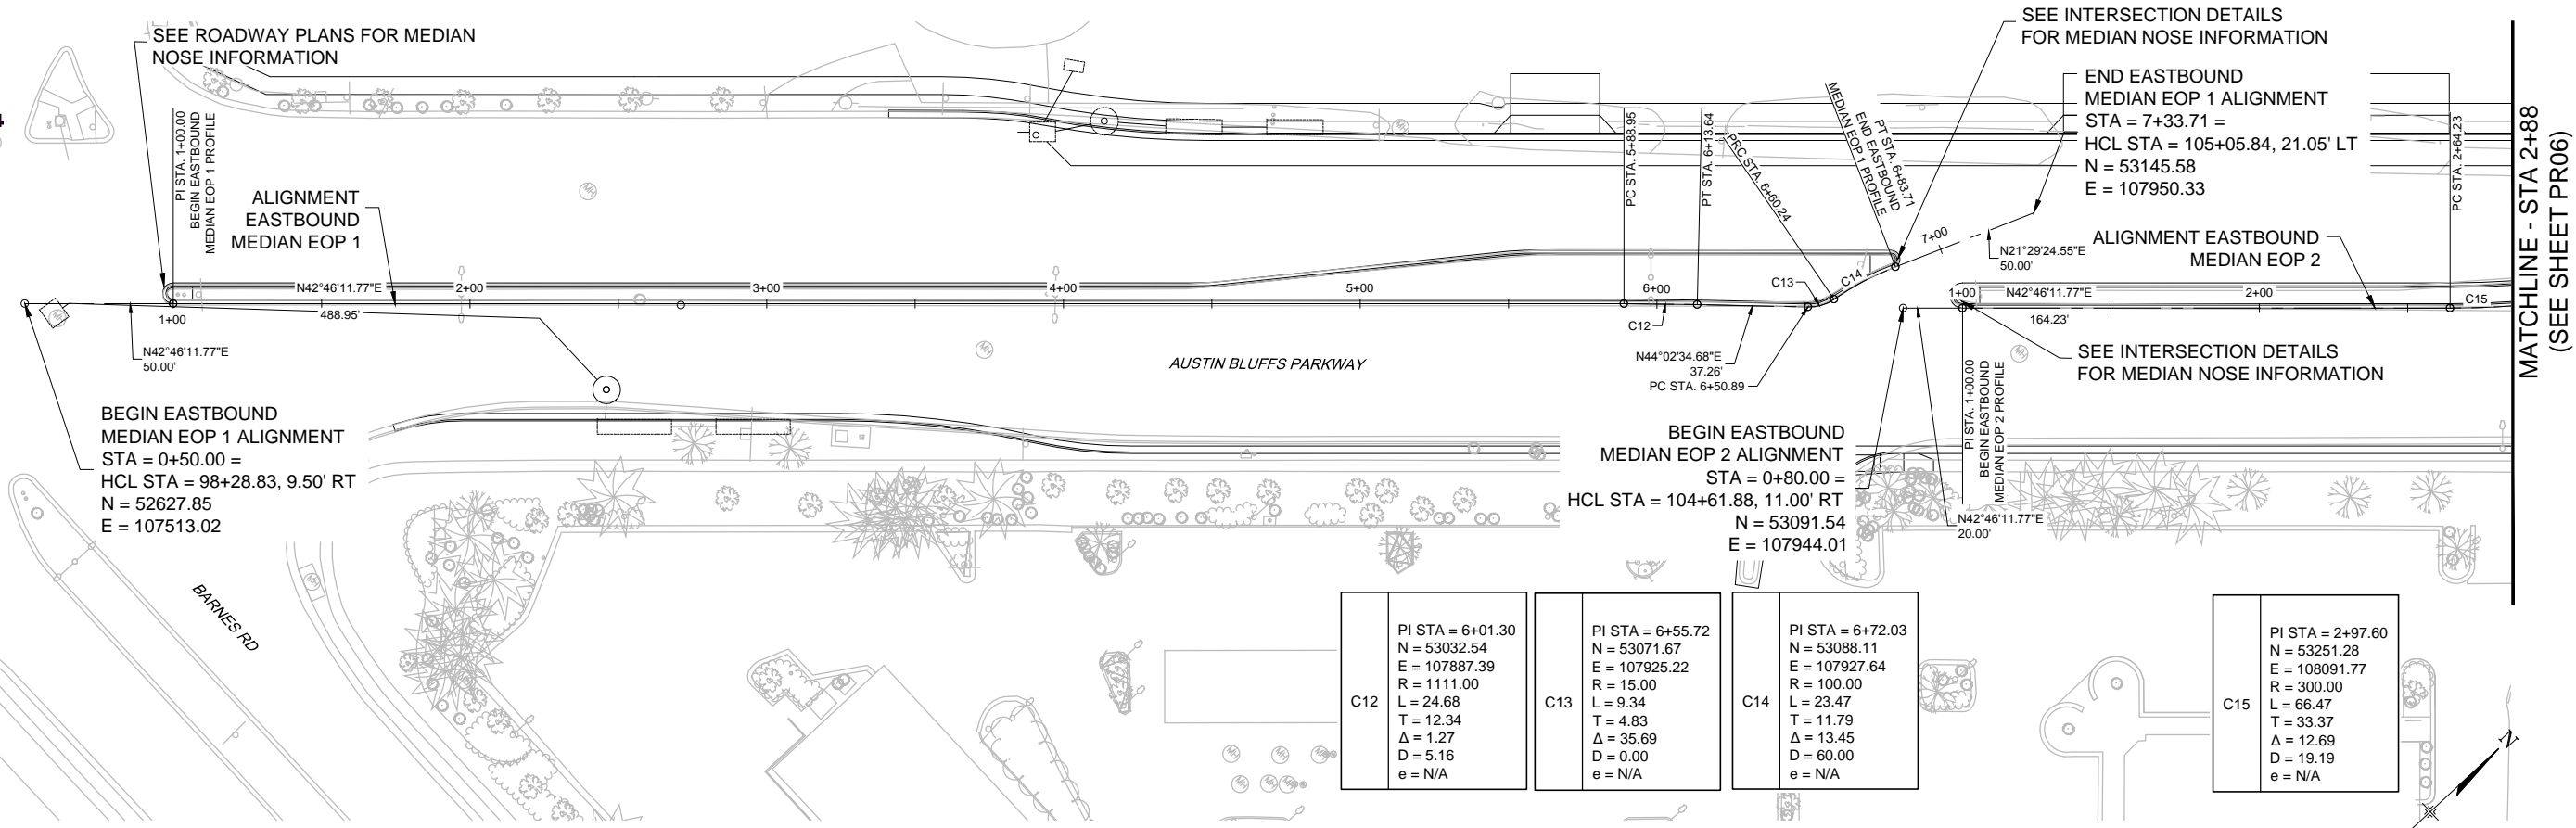 SEE ROADWAY PLANS FOR MEDIAN
NOSE INFORMATION
SEE INTERSECTION DETAILS
FOR MEDIAN NOSE INFORMATION
END EASTBOUND
MEDIAN EOP 1 ALIGNMENT
STA = 7+33.71 =
HCL STA = 105+05.84, 21.05' LT
N = 53145.58
E = 107950.33
PI STA. 1+00.00
BEGIN EASTBOUND
MEDIAN EOP 1 PROFILE
ALIGNMENT
EASTBOUND
MEDIAN EOP 1
PC STA. 5+88.95
PT STA. 6+13.64
PRC STA. 6+60.24
PT STA. 6+83.71
END EASTBOUND
MEDIAN EOP 1 PROFILE
PC STA. 2+64.23
MATCHLINE - STA 2+88
(SEE SHEET PR06)
7+00
N21°29'24.55"E
50.00'
ALIGNMENT EASTBOUND
MEDIAN EOP 2
N42°46'11.77"E
2+00
3+00
4+00
5+00
6+00
C13
C14
1+00
N42°46'11.77"E
2+00
C15
1+00
488.95'
C12
164.23'
N42°46'11.77"E
50.00'
AUSTIN BLUFFS PARKWAY
N44°02'34.68"E
37.26'
PC STA. 6+50.89
SEE INTERSECTION DETAILS
FOR MEDIAN NOSE INFORMATION
PI STA. 1+00.00
BEGIN EASTBOUND
MEDIAN EOP 2 PROFILE
BEGIN EASTBOUND
MEDIAN EOP 1 ALIGNMENT
STA = 0+50.00 =
HCL STA = 98+28.83, 9.50' RT
N = 52627.85
E = 107513.02
BEGIN EASTBOUND
MEDIAN EOP 2 ALIGNMENT
STA = 0+80.00 =
HCL STA = 104+61.88, 11.00' RT
N = 53091.54
E = 107944.01
N42°46'11.77"E
20.00'
BARNES RD
C12
PI STA = 6+01.30
N = 53032.54
E = 107887.39
R = 1111.00
L = 24.68
T = 12.34
Δ = 1.27
D = 5.16
e = N/A
C13
PI STA = 6+55.72
N = 53071.67
E = 107925.22
R = 15.00
L = 9.34
T = 4.83
Δ = 35.69
D = 0.00
e = N/A
C14
PI STA = 6+72.03
N = 53088.11
E = 107927.64
R = 100.00
L = 23.47
T = 11.79
Δ = 13.45
D = 60.00
e = N/A
C15
PI STA = 2+97.60
N = 53251.28
E = 108091.77
R = 300.00
L = 66.47
T = 33.37
Δ = 12.69
D = 19.19
e = N/A
N